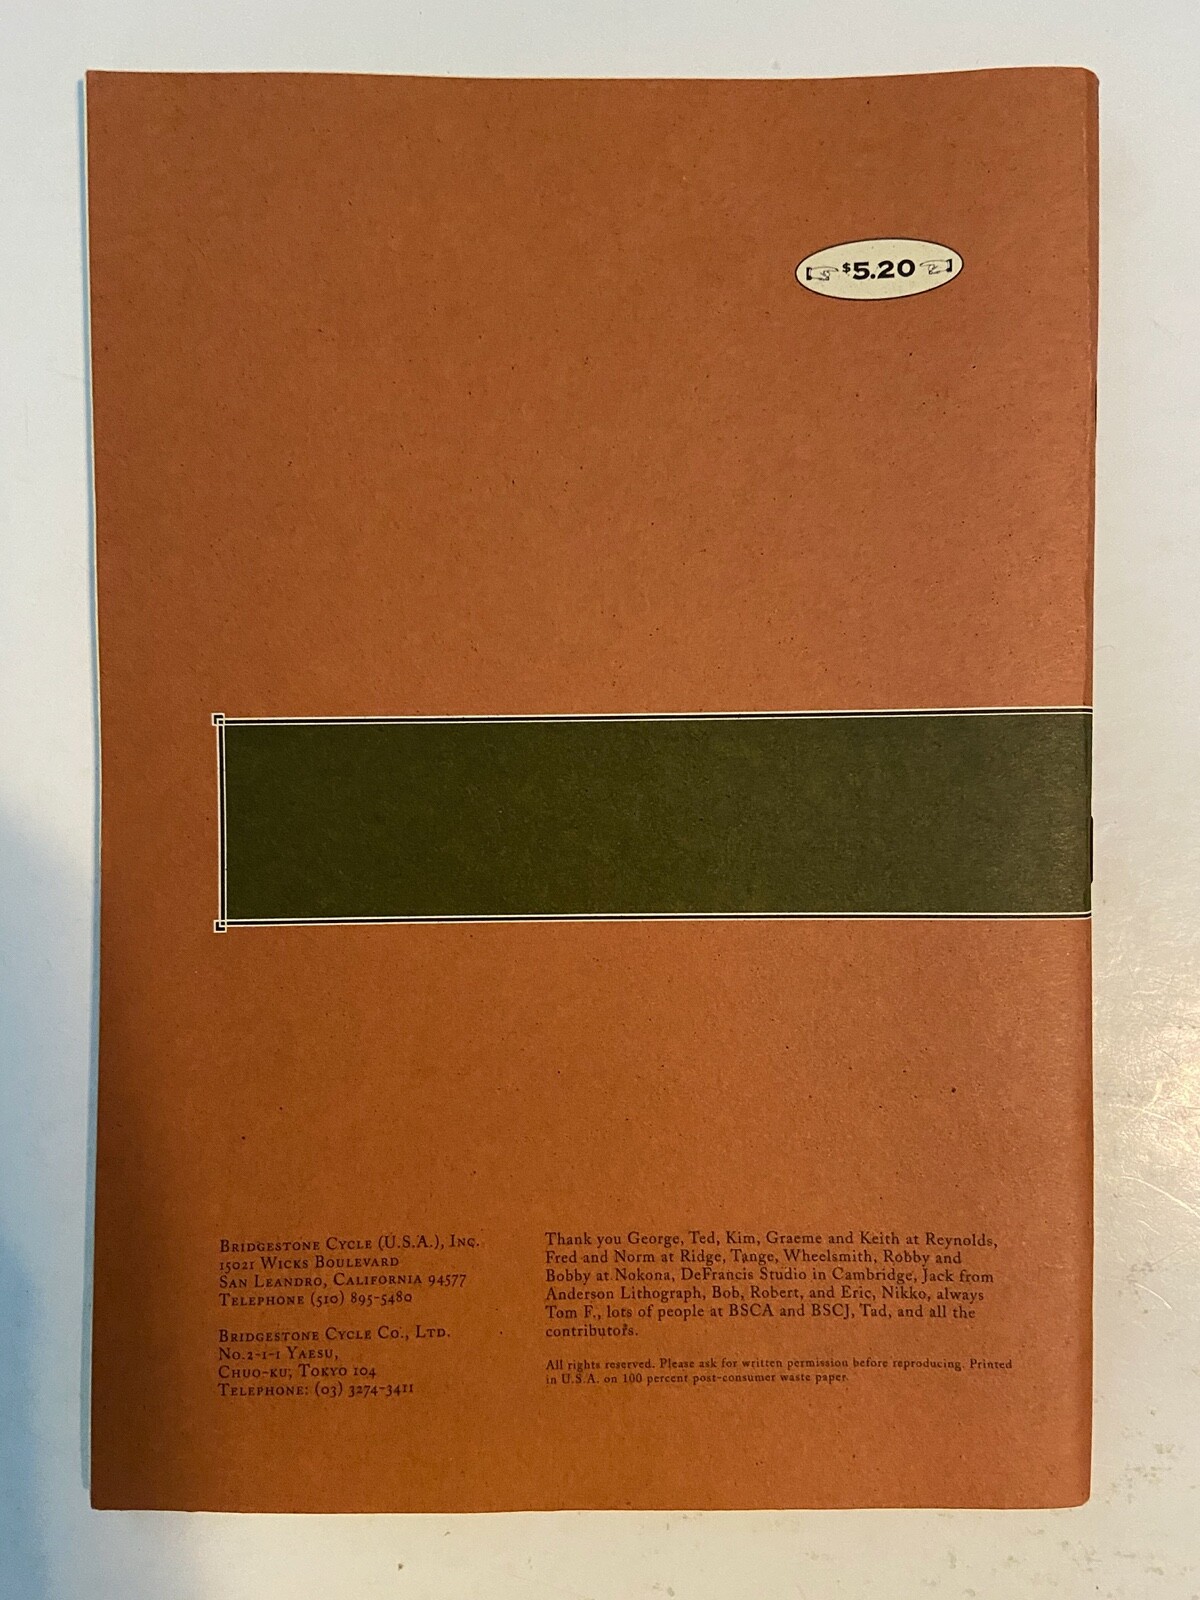 $5.20
Bridgestone Cycle (U.S.A.), Inc.
15021 Wicks Boulevard
San Leandro, California 94577
Telephone (510) 895-5480
Bridgestone Cycle Co., Ltd.
No.2-1-1 Yaesu,
Chuo-ku, Tokyo 104
Telephone: (03) 3274-3411
Thank you George, Ted, Kim, Graeme and Keith at Reynolds,
Fred and Norm at Ridge, Tange, Wheelsmith, Robby and
Bobby at Nokona, DeFrancis Studio in Cambridge, Jack from
Anderson Lithograph, Bob, Robert, and Eric, Nikko, always
Tom F., lots of people at BSCA and BSCJ, Tad, and all the
contributors.
All rights reserved. Please ask for written permission before reproducing. Printed
in U.S.A. on 100 percent post-consumer waste paper.